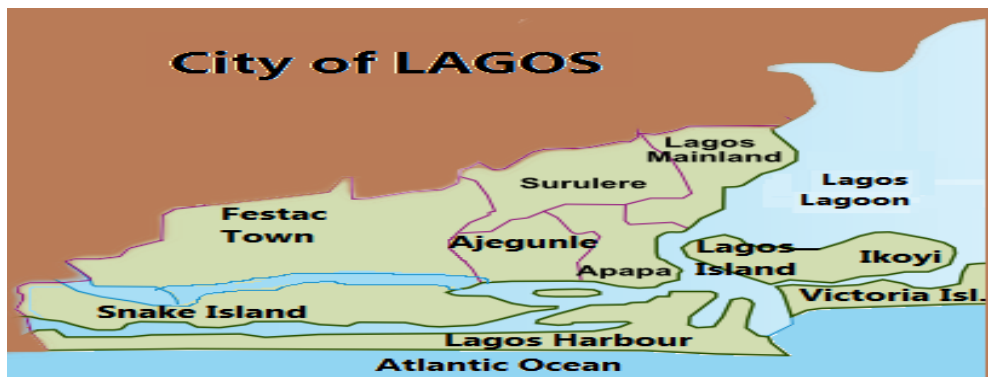 City of LAGOS
Lagos
Mainland
Surulere
Lagos
Lagoon
Festac
Town
Ajegunle
Apapa
Lagos
Island
Ikoyi
Snake Island
Victoria Isl.
Lagos Harbour
Atlantic Ocean